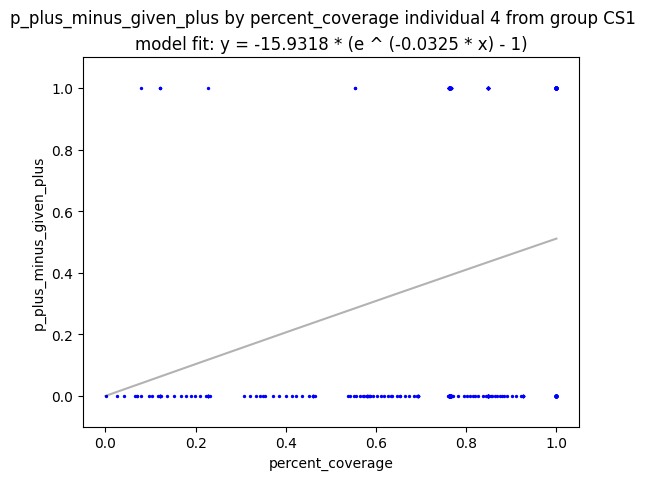 p_plus_minus_given_plus by percent_coverage individual 4 from group CS1
model fit: y = -15.9318 * (e ^ (-0.0325 * x) - 1)
1.0
0.8
0.6
0.4
0.2
0.0
p_plus_minus_given_plus
0.0 0.2 0.4 0.6 0.8 1.0
percent_coverage